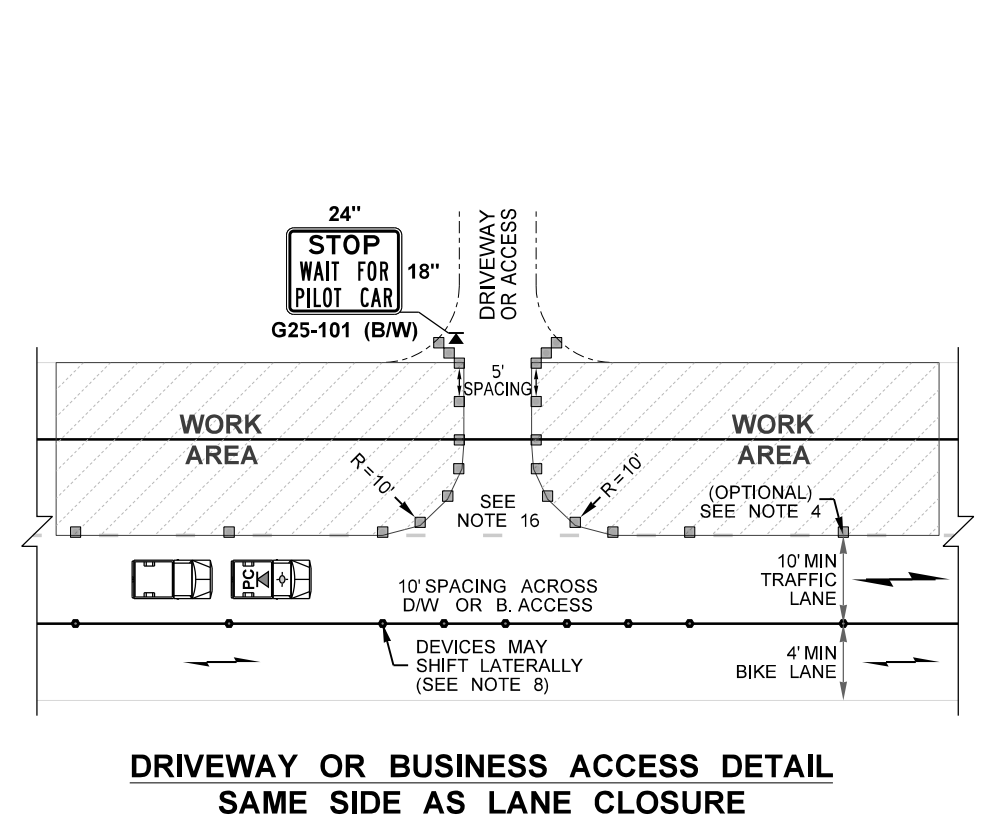 24"
STOP
WAIT FOR
PILOT CAR
18"
G25-101 (B/W)
DRIVEWAY
OR ACCESS
5'
SPACING
WORK
AREA
WORK
AREA
R=10'
R=10'
SEE
NOTE 16
(OPTIONAL)
SEE NOTE 4
PC
10' SPACING ACROSS
D/W OR B. ACCESS
10' MIN
TRAFFIC
LANE
DEVICES MAY
SHIFT LATERALLY
(SEE NOTE 8)
4' MIN
BIKE LANE
DRIVEWAY OR BUSINESS ACCESS DETAIL
SAME SIDE AS LANE CLOSURE